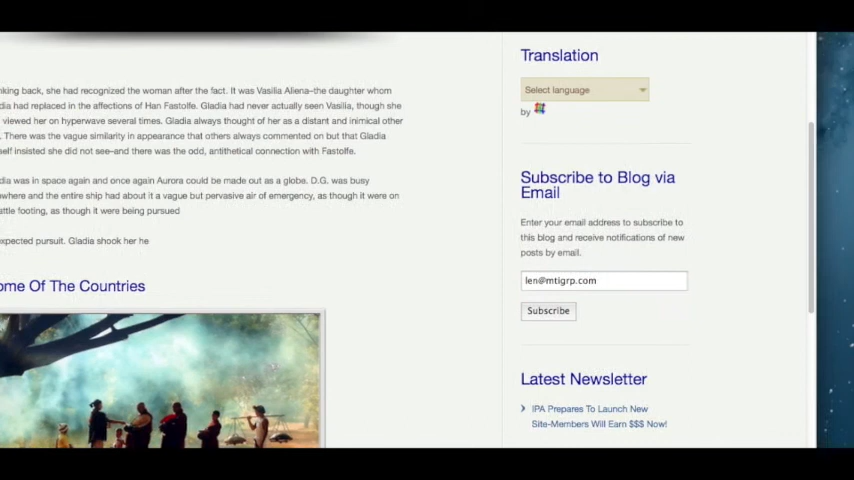 nking back, she had recognized the woman after the fact. It was Vasilia Aliena–the daughter whom
dia had replaced in the affections of Han Fastolfe. Gladia had never actually seen Vasilia, though she
viewed her on hyperwave several times. Gladia always thought of her as a distant and inimical other
. There was the vague similarity in appearance that others always commented on but that Gladia
self insisted she did not see–and there was the odd, antithetical connection with Fastolfe.
dia was in space again and once again Aurora could be made out as a globe. D.G. was busy
where and the entire ship had about it a vague but pervasive air of emergency, as though it were on
attle footing, as though it were being pursued
expected pursuit. Gladia shook her he
ome Of The Countries
Translation
Select language
by
Subscribe to Blog via
Email
Enter your email address to subscribe to
this blog and receive notifications of new
posts by email.
len@mtigrp.com
Subscribe
Latest Newsletter
IPA Prepares To Launch New
Site-Members Will Earn $$$ Now!